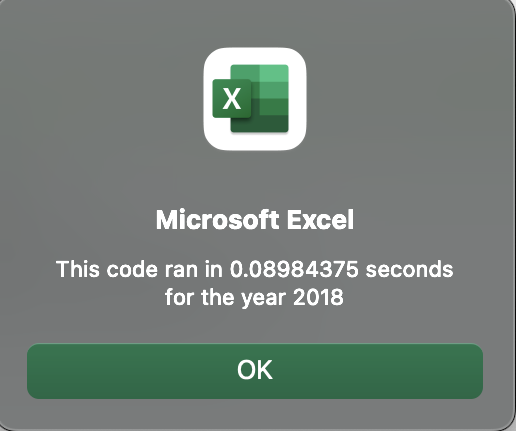 X
Microsoft Excel
This code ran in 0.08984375 seconds
for the year 2018
OK